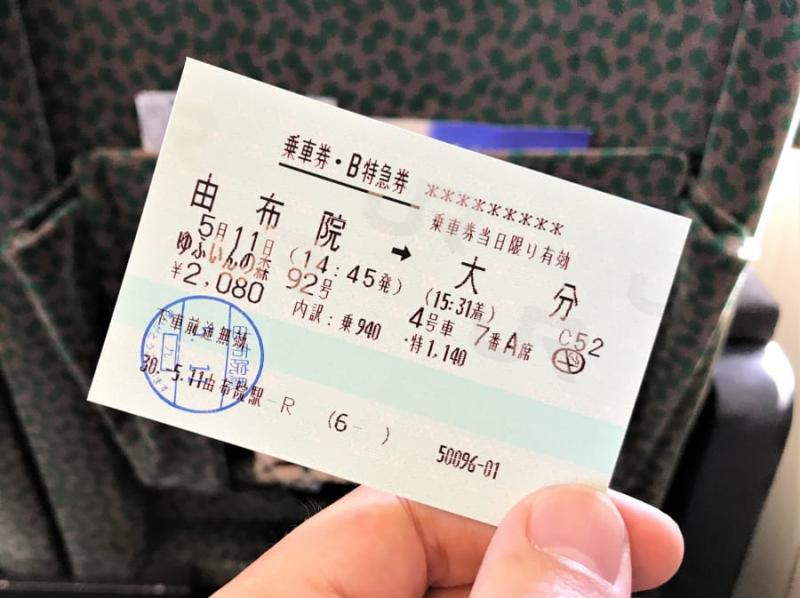 乗車券・B特急券 *********
乗車券当日限り有効
由布院 → 大分
5月11日 (14:45発) (15:31着) C52
ゆふいんの森 92号 4号車 7番A席
¥2,080 内訳:乗940・特1,140
下車前途無効
30.-5.11由布院駅-R (6- )
50096-01